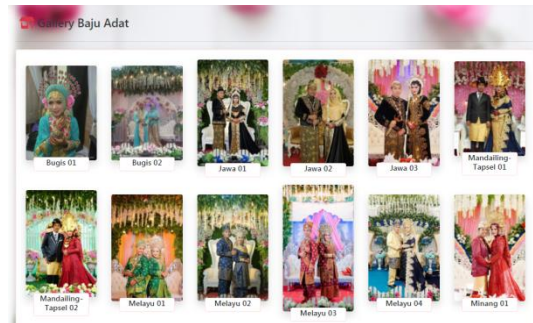 Gallery Baju Adat
Bugis 01
Bugis 02
Jawa 01
Jawa 02
Jawa 03
Mandailing-
Tapsel 01
Mandailing-
Tapsel 02
Melayu 01
Melayu 02
Melayu 03
Melayu 04
Minang 01